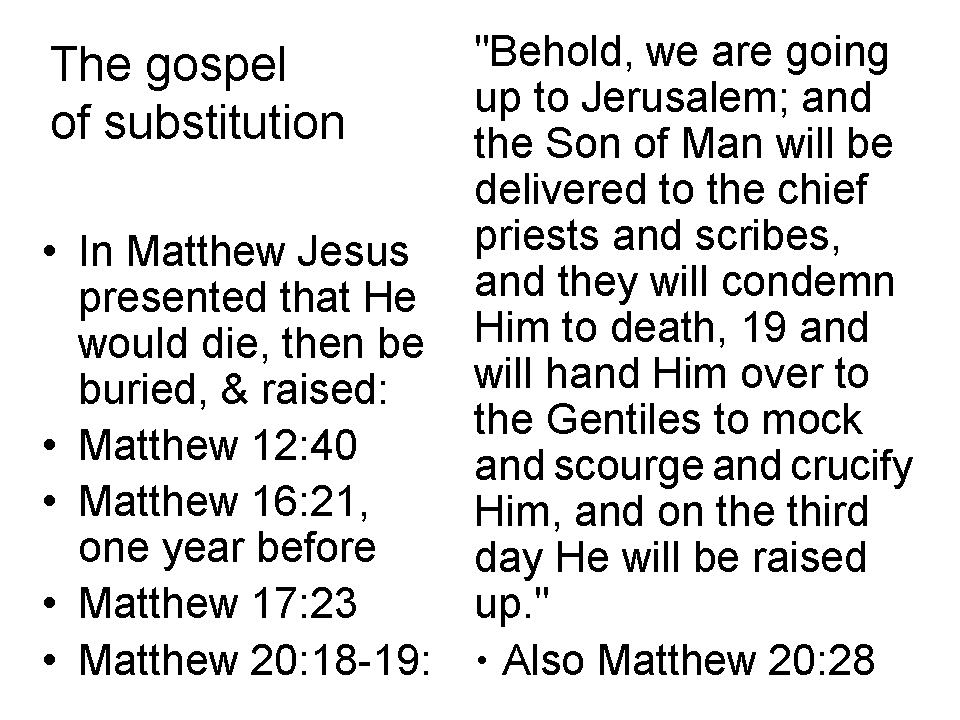 The gospel
of substitution
• In Matthew Jesus
presented that He
would die, then be
buried, & raised:
• Matthew 12:40
• Matthew 16:21,
one year before
• Matthew 17:23
• Matthew 20:18-19:
"Behold, we are going
up to Jerusalem; and
the Son of Man will be
delivered to the chief
priests and scribes,
and they will condemn
Him to death, 19 and
will hand Him over to
the Gentiles to mock
and scourge and crucify
Him, and on the third
day He will be raised
up."
• Also Matthew 20:28